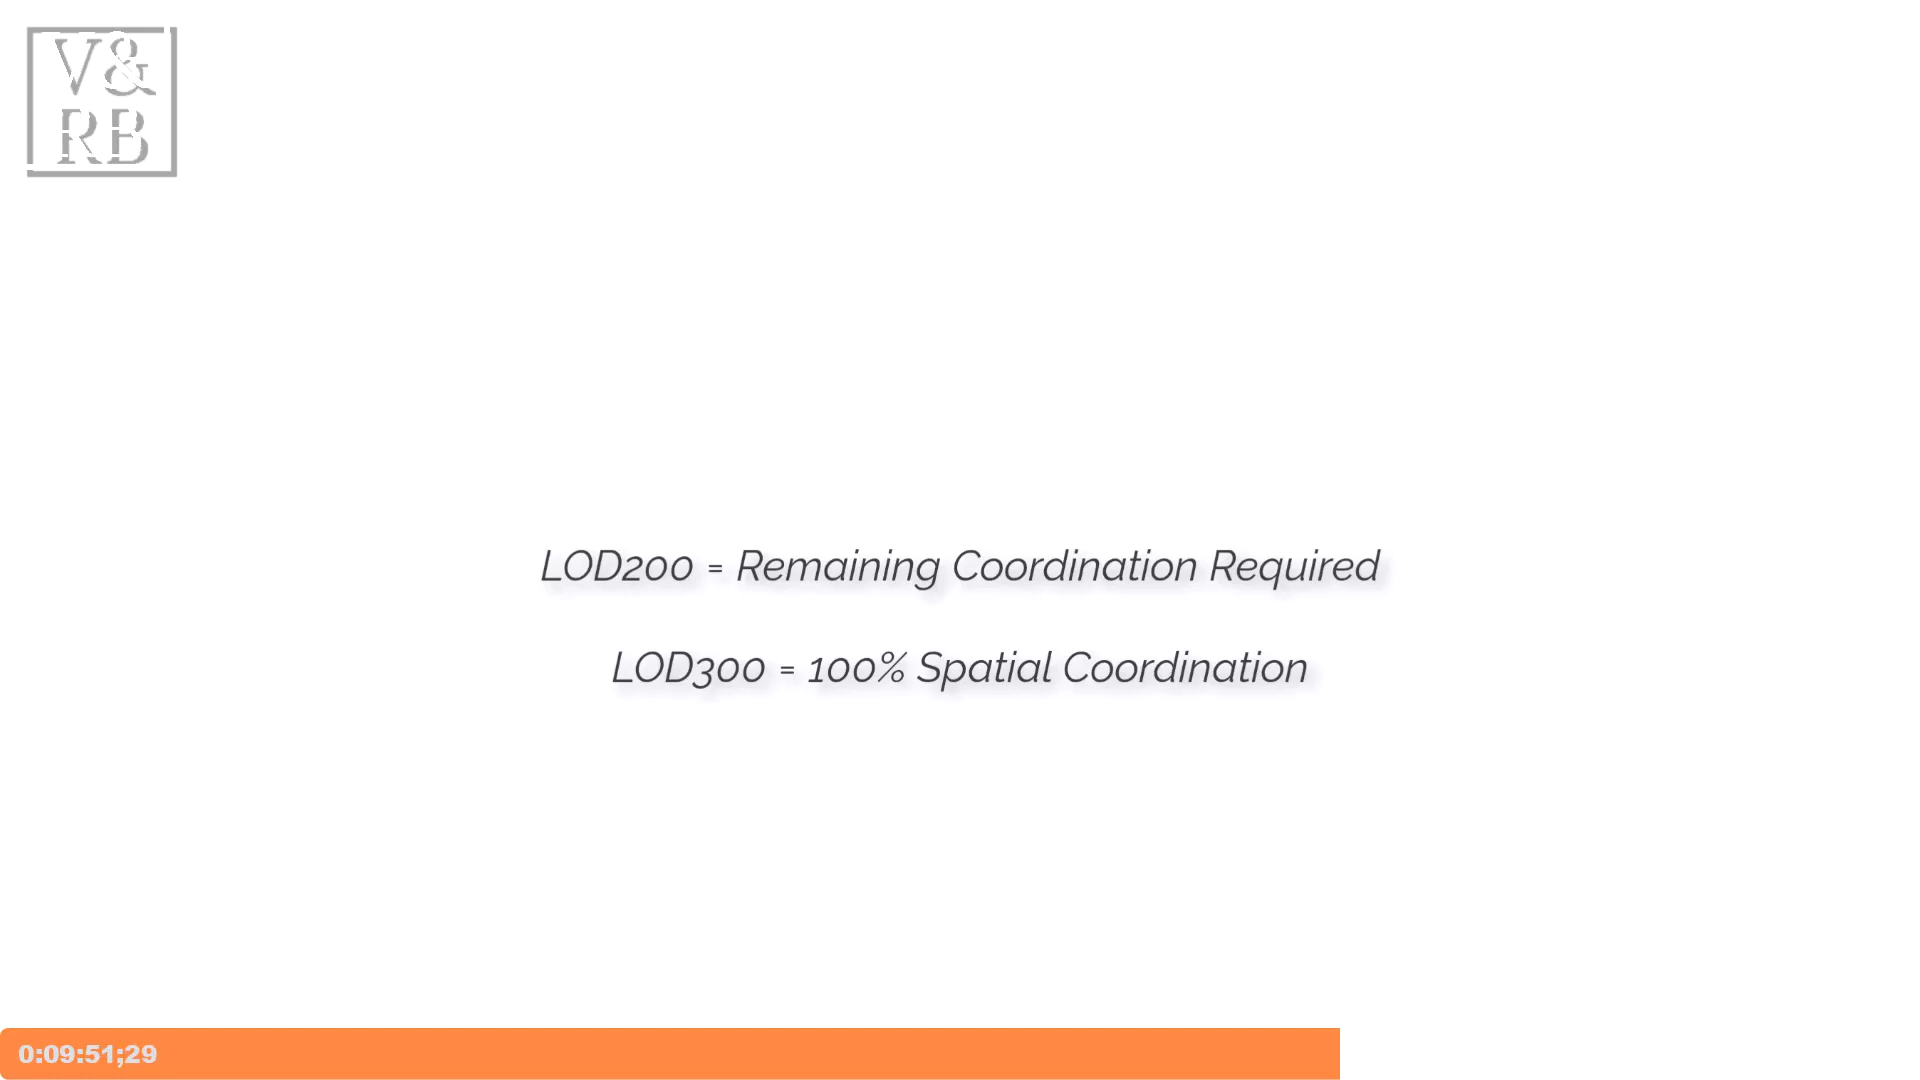 V&
RB
LOD200 = Remaining Coordination Required
LOD300 = 100% Spatial Coordination
0:09:51;29